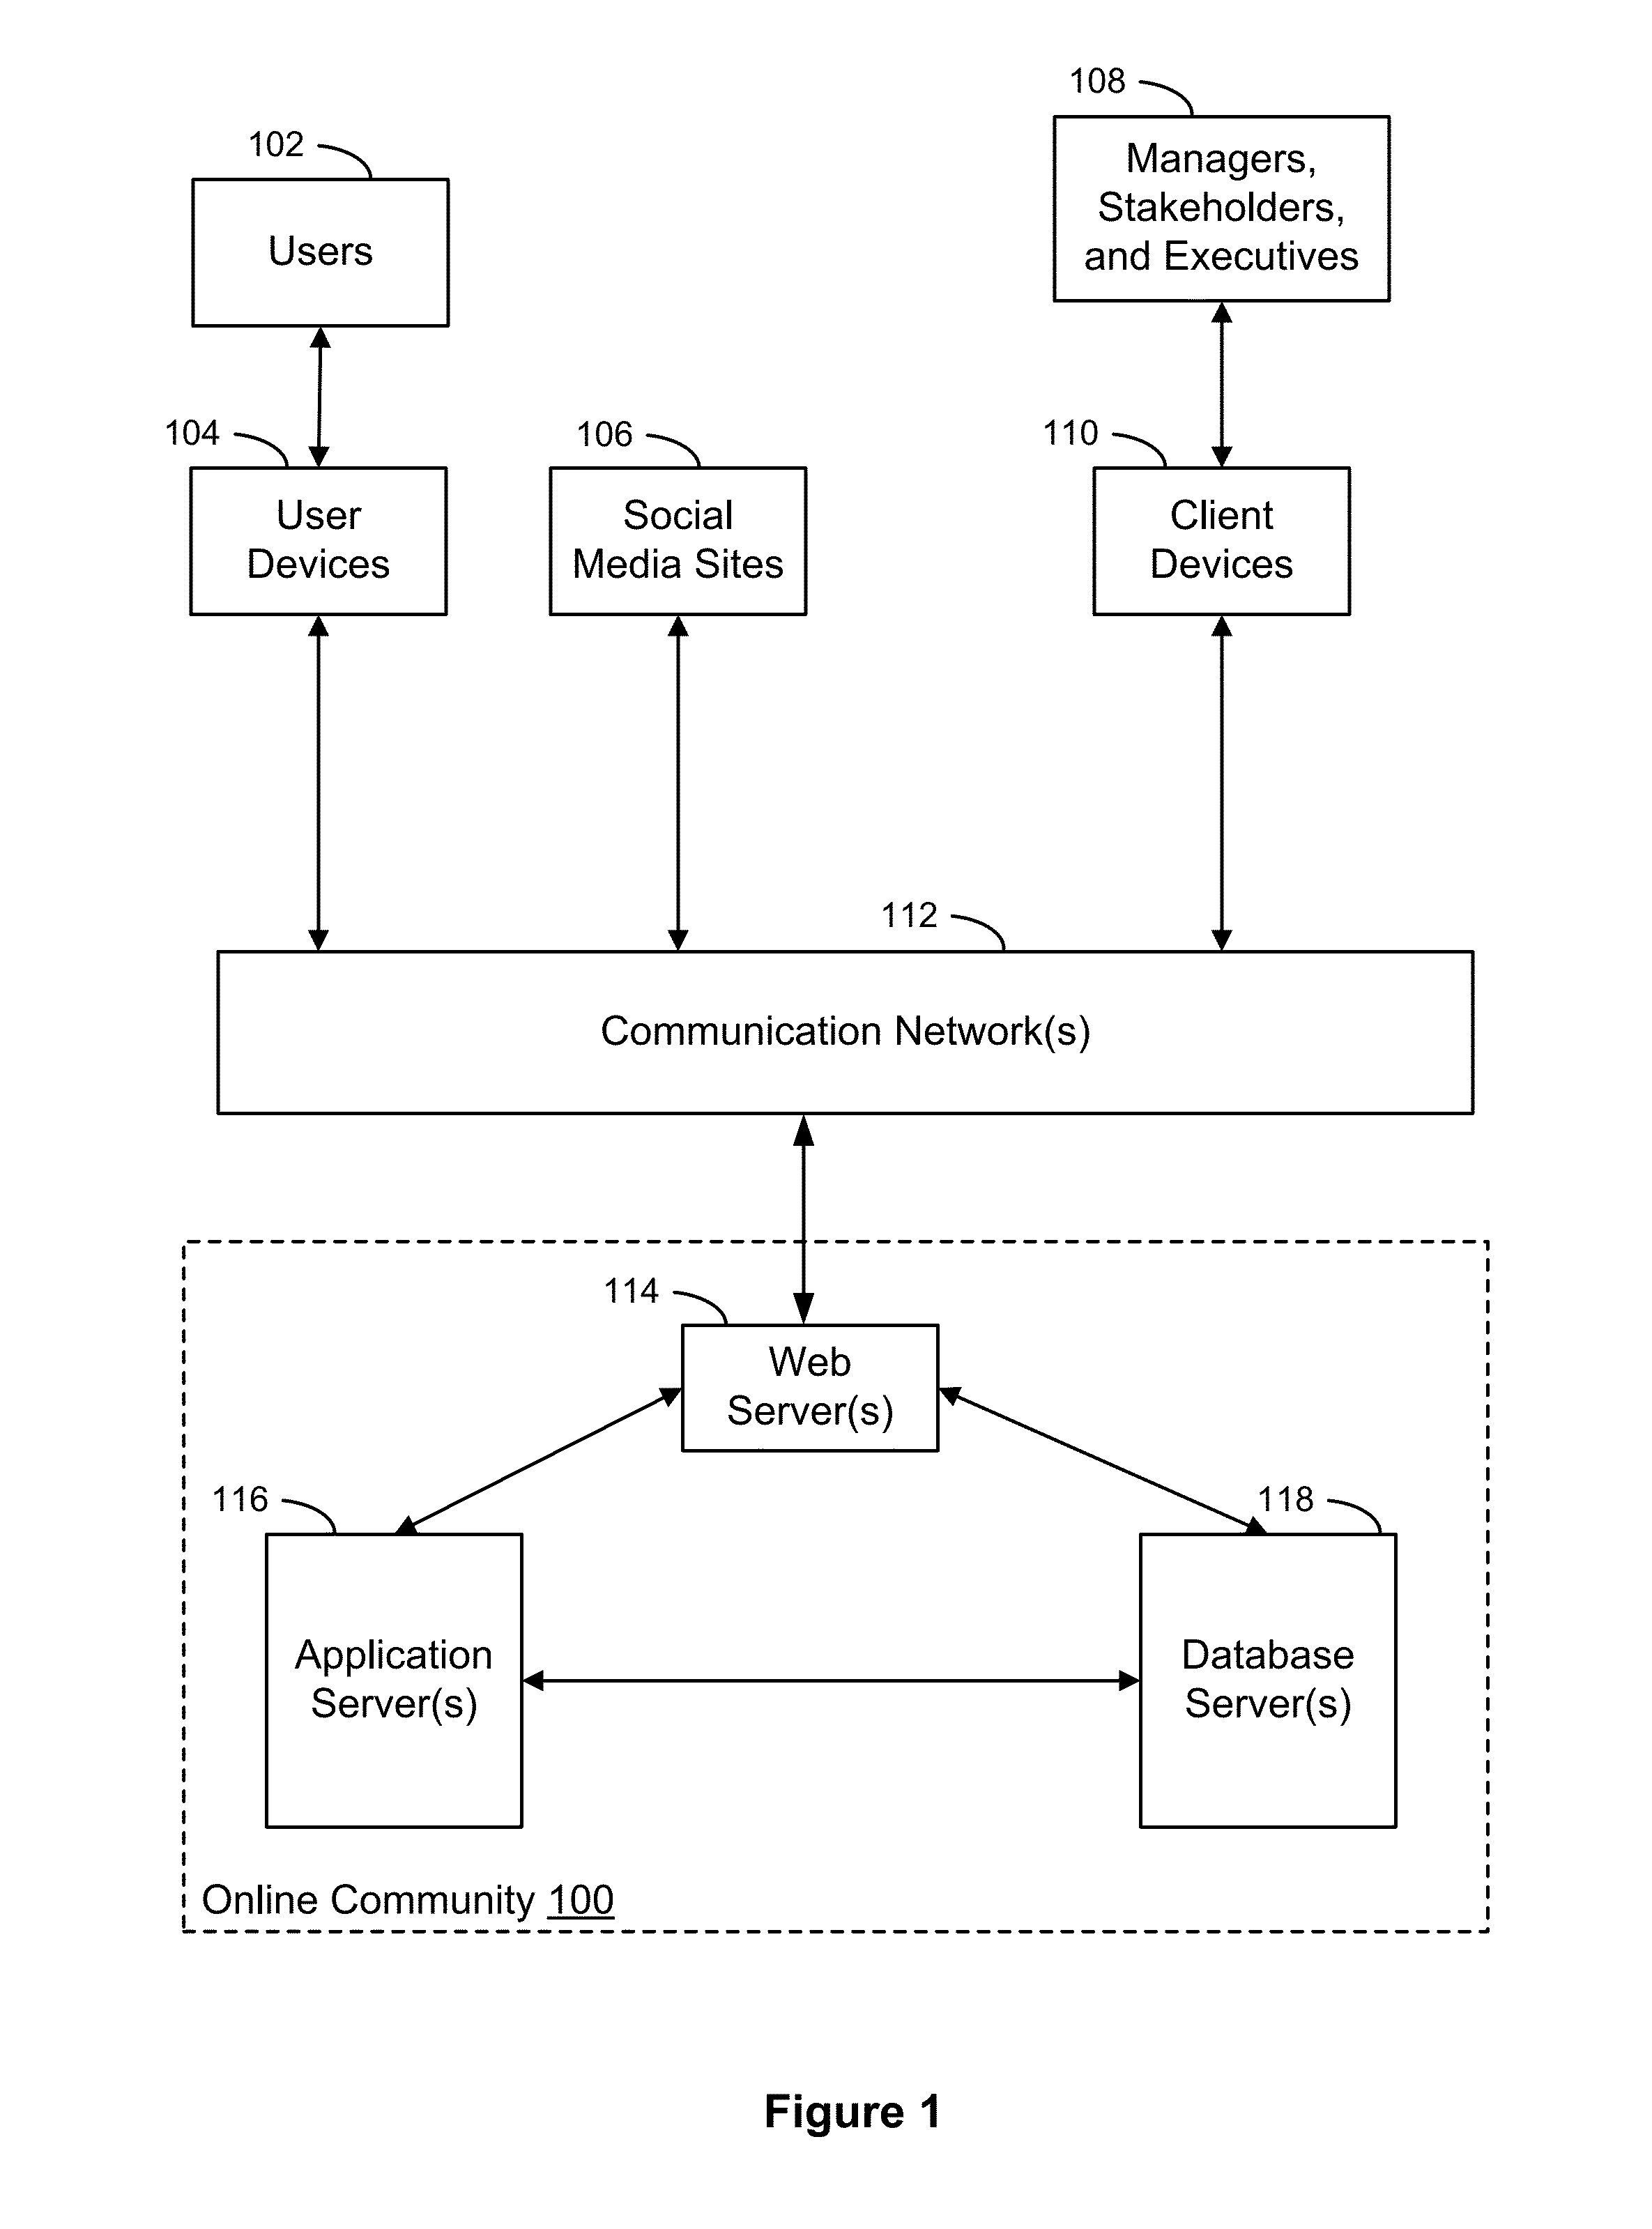 108
Managers,
Stakeholders,
and Executives
102
Users
104
User
Devices
106
Social
Media Sites
110
Client
Devices
112
Communication Network(s)
114
Web
Server(s)
116
Application
Server(s)
118
Database
Server(s)
Online Community 100
Figure 1